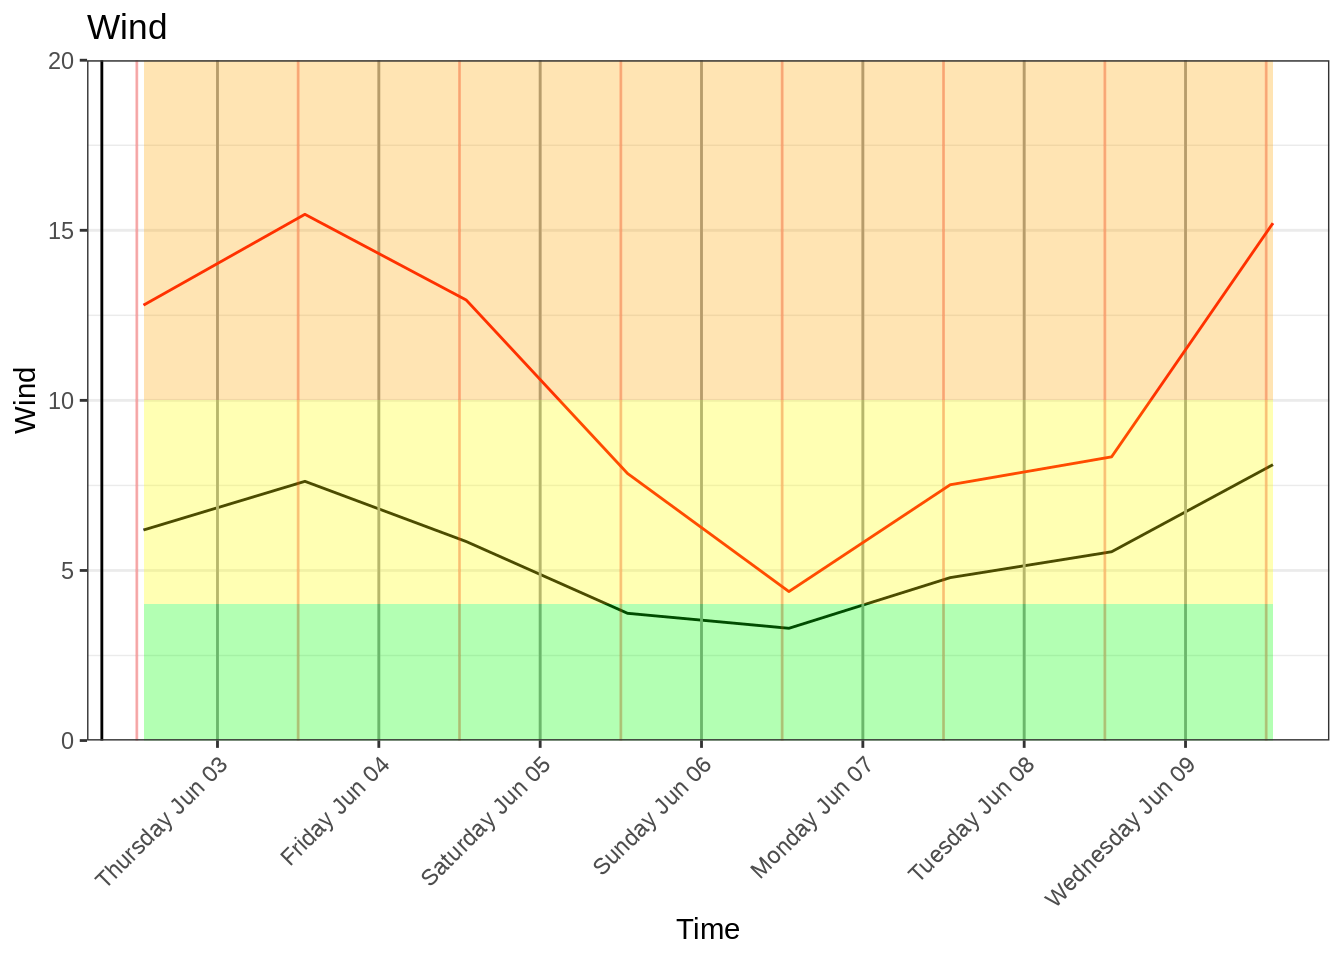 Wind
20
15
10
5
0
Wind
Thursday Jun 03
Friday Jun 04
Saturday Jun 05
Sunday Jun 06
Monday Jun 07
Tuesday Jun 08
Wednesday Jun 09
Time